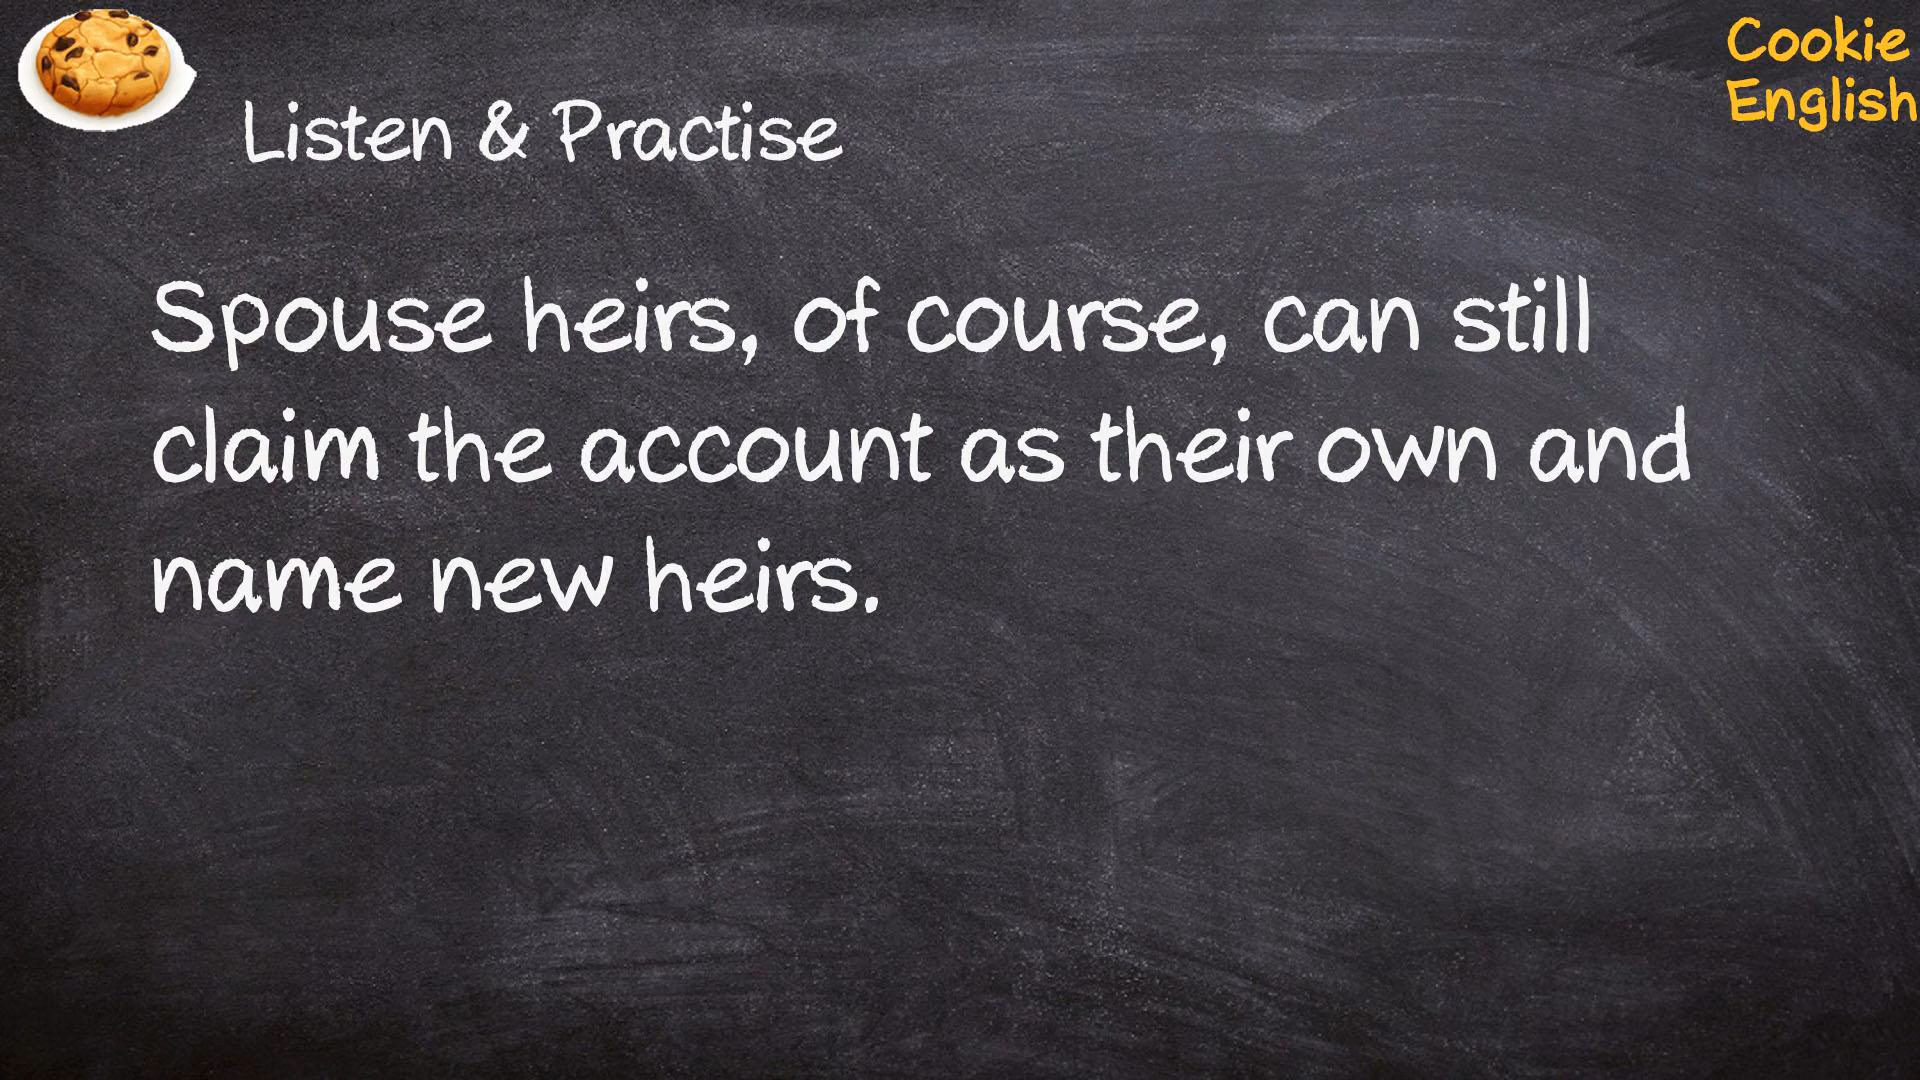 Cookie
English
Listen & Practise
Spouse heirs, of course, can still
claim the account as their own and
name new heirs.